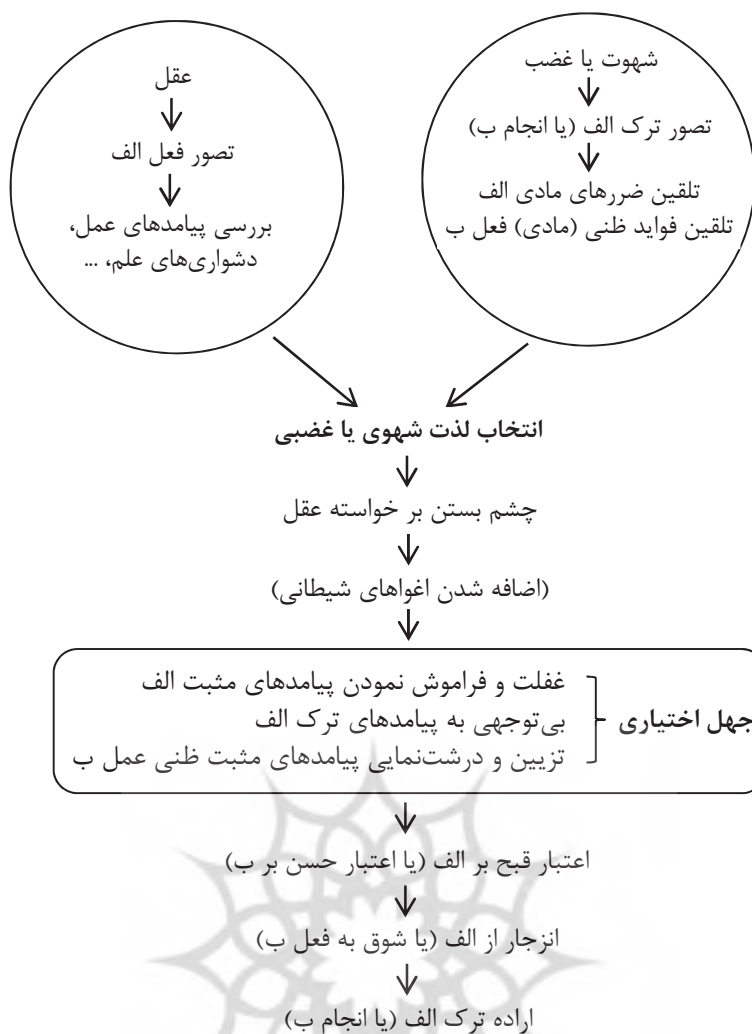 شهوت یا غضب
تصور ترک الف (یا انجام ب)
تلقین ضررهای مادی الف
تلقین فواید ظنی (مادی) فعل ب
عقل
تصور فعل الف
بررسی پیامدهای عمل،
دشواری‌های علم، ...
انتخاب لذت شهوی یا غضبی
چشم بستن بر خواسته عقل
(اضافه شدن اغواهای شیطانی)
جهل اختیاری
غفلت و فراموش نمودن پیامدهای مثبت الف
بی‌توجهی به پیامدهای ترک الف
تزیین و درشت‌نمایی پیامدهای مثبت ظنی عمل ب
اعتبار قبح بر الف (یا اعتبار حسن بر ب)
انزجار از الف (یا شوق به فعل ب)
اراده ترک الف (یا انجام ب)